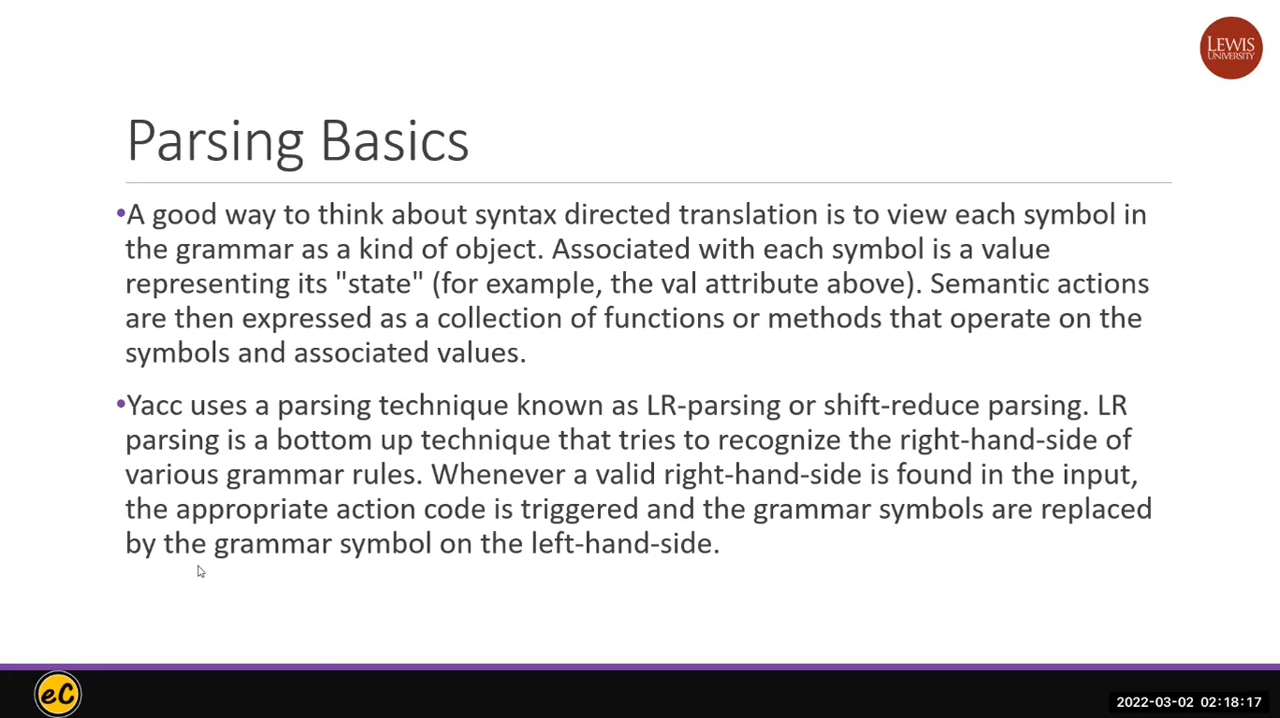 LEWIS
UNIVERSITY
Parsing Basics
•A good way to think about syntax directed translation is to view each symbol in
the grammar as a kind of object. Associated with each symbol is a value
representing its "state" (for example, the val attribute above). Semantic actions
are then expressed as a collection of functions or methods that operate on the
symbols and associated values.
•Yacc uses a parsing technique known as LR-parsing or shift-reduce parsing. LR
parsing is a bottom up technique that tries to recognize the right-hand-side of
various grammar rules. Whenever a valid right-hand-side is found in the input,
the appropriate action code is triggered and the grammar symbols are replaced
by the grammar symbol on the left-hand-side.
eC
2022-03-02 02:18:17